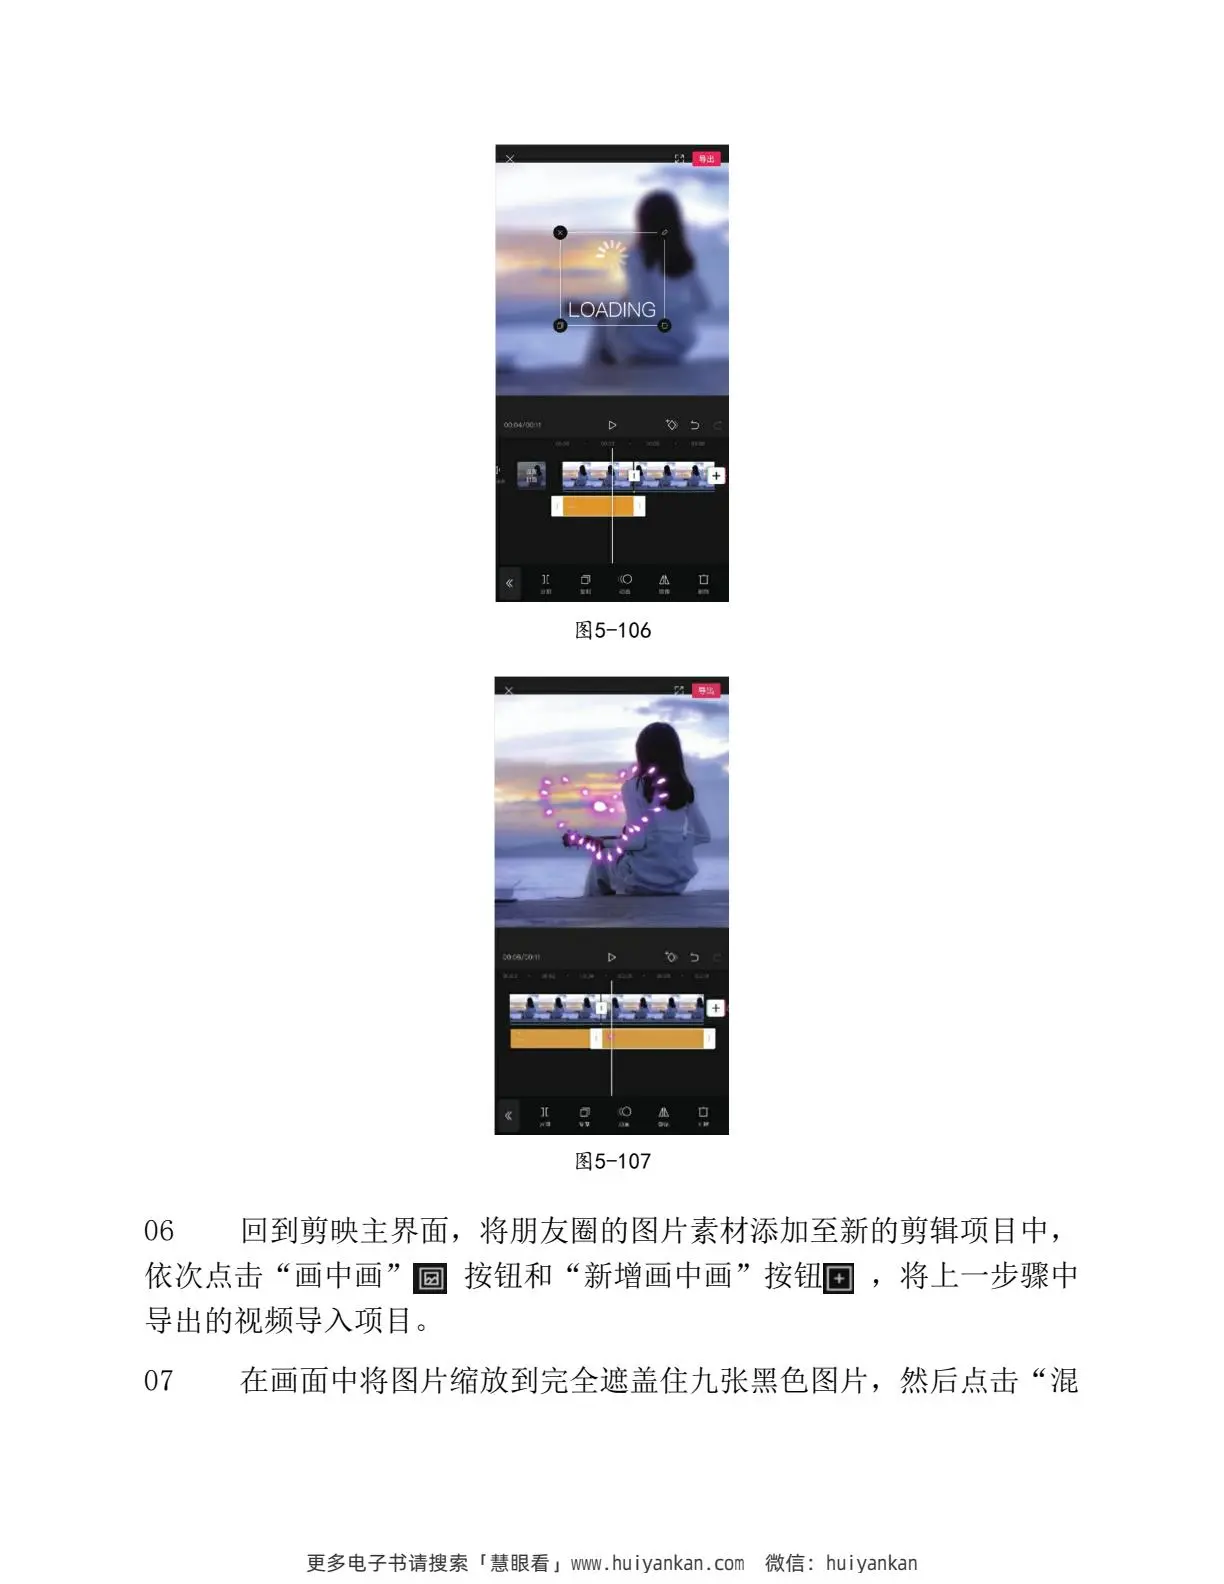 导出
LOADING
00:04/00:11
图5-106
导出
00:11
图5-107
06 回到剪映主界面，将朋友圈的图片素材添加至新的剪辑项目中，
依次点击“画中画” 按钮和“新增画中画”按钮 ，将上一步骤中
导出的视频导入项目。
07 在画面中将图片缩放到完全遮盖住九张黑色图片，然后点击“混
更多电子书请搜索「慧眼看」www.huiyankan.com 微信：huiyankan